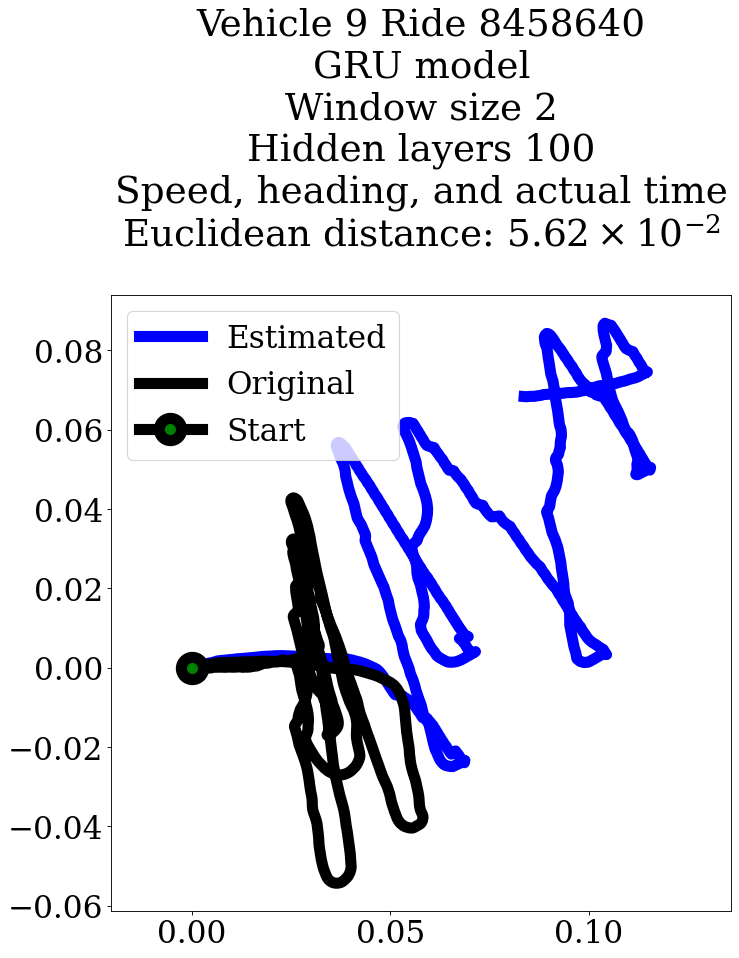 Vehicle 9 Ride 8458640
GRU model
Window size 2
Hidden layers 100
Speed, heading, and actual time
Euclidean distance: 5.62 × 10⁻²
Estimated
Original
Start
0.08
0.06
0.04
0.02
0.00
−0.02
−0.04
−0.06
0.00 0.05 0.10